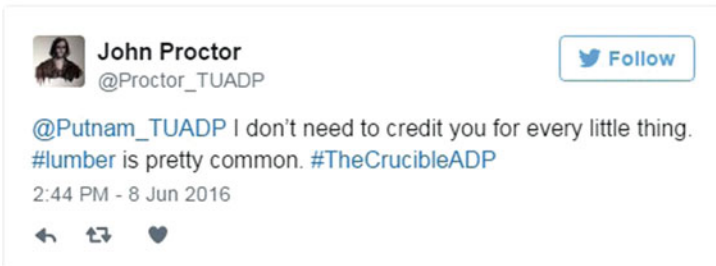 John Proctor
@Proctor_TUADP
Follow
@Putnam_TUADP I don't need to credit you for every little thing.
#lumber is pretty common. #TheCrucibleADP
2:44 PM - 8 Jun 2016